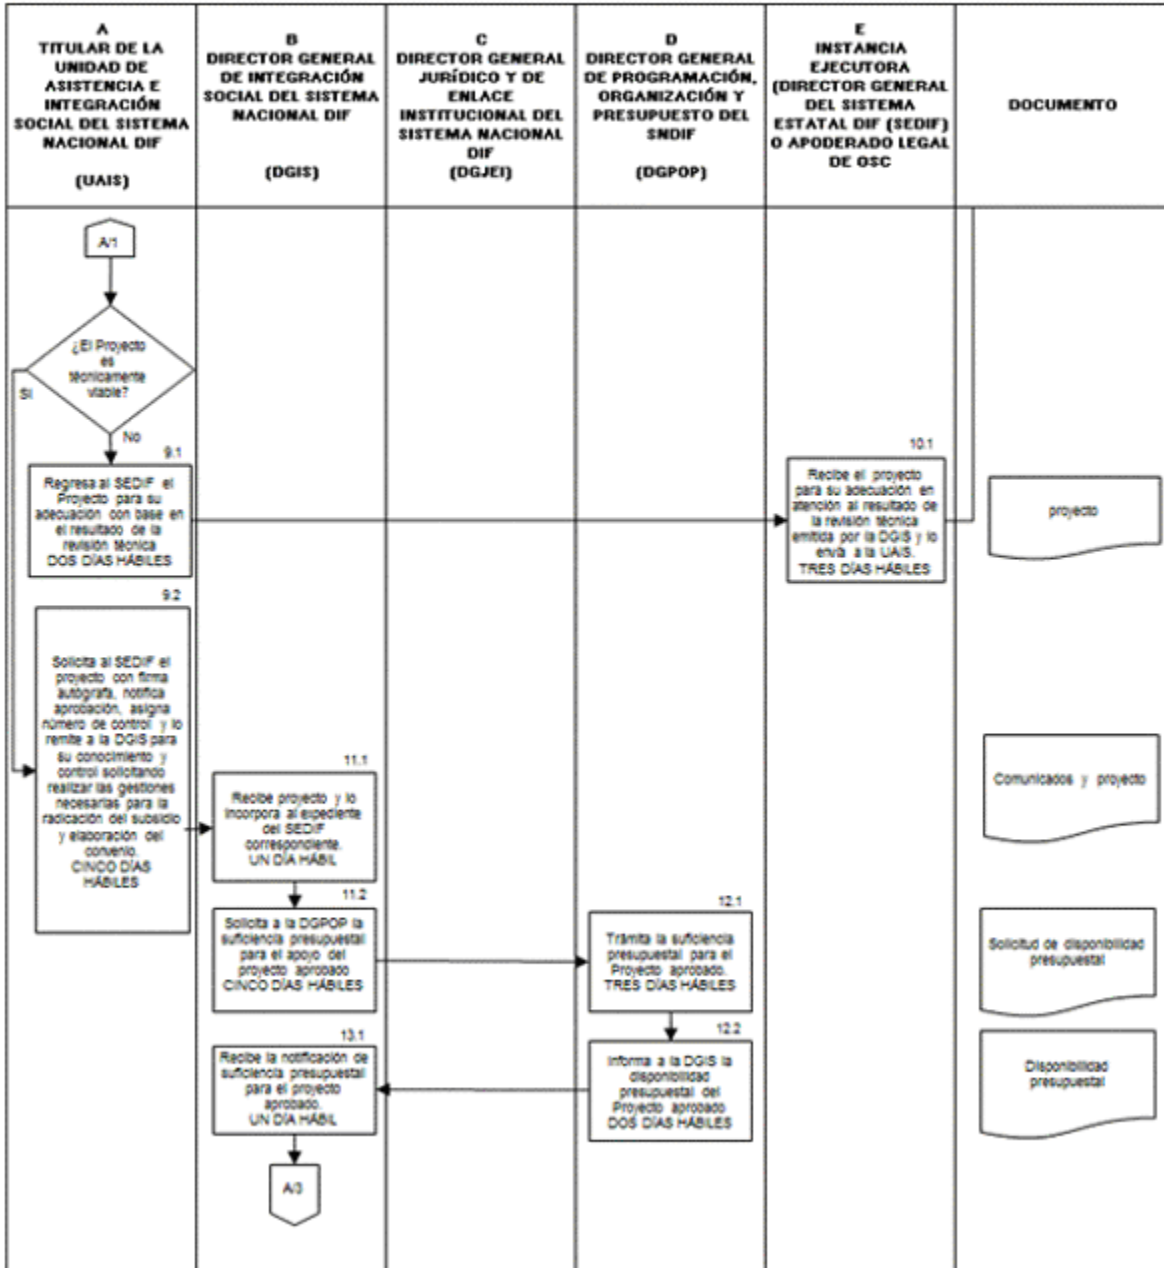 A
TITULAR DE LA
UNIDAD DE
ASISTENCIA E
INTEGRACIÓN
SOCIAL DEL SISTEMA
NACIONAL DIF
(UAIS)
B
DIRECTOR GENERAL
DE INTEGRACIÓN
SOCIAL DEL SISTEMA
NACIONAL DIF
(DGIS)
C
DIRECTOR GENERAL
JURÍDICO Y DE
ENLACE
INSTITUCIONAL DEL
SISTEMA NACIONAL
DIF
(DGJEI)
D
DIRECTOR GENERAL
DE PROGRAMACIÓN,
ORGANIZACIÓN Y
PRESUPUESTO DEL
SNDIF
(DGPOP)
E
INSTANCIA
EJECUTORA
(DIRECTOR GENERAL
DEL SISTEMA
ESTATAL DIF (SEDIF)
O APODERADO LEGAL
DE OSC
DOCUMENTO
A/1
¿El Proyecto
es
técnicamente
viable?
Si
No
9.1
Regresa al SEDIF el
Proyecto para su
adecuación con base en
el resultado de la
revisión técnica
DOS DÍAS HÁBILES
10.1
Recibe el proyecto
para su adecuación en
atención al resultado de
la revisión técnica
emitida por la DGIS y lo
envía a la UAIS.
TRES DÍAS HÁBILES
proyecto
9.2
Solicita al SEDIF el
proyecto con firma
autógrafa, notifica
aprobación, asigna
número de control y lo
remite a la DGIS para
su conocimiento y
control solicitando
realizar las gestiones
necesarias para la
radicación del subsidio
y elaboración del
convenio.
CINCO DÍAS
HÁBILES
11.1
Recibe proyecto y lo
incorpora al expediente
del SEDIF
correspondiente.
UN DÍA HÁBIL
Comunicados y proyecto
11.2
Solicita a la DGPOP la
suficiencia presupuestal
para el apoyo del
proyecto aprobado
CINCO DÍAS HÁBILES
12.1
Trámita la suficiencia
presupuestal para el
Proyecto aprobado.
TRES DÍAS HÁBILES
Solicitud de disponibilidad
presupuestal
13.1
Recibe la notificación de
suficiencia presupuestal
para el proyecto
aprobado.
UN DÍA HÁBIL
12.2
Informa a la DGIS la
disponibilidad
presupuestal del
Proyecto aprobado
DOS DÍAS HÁBILES
Disponibilidad
presupuestal
A/3